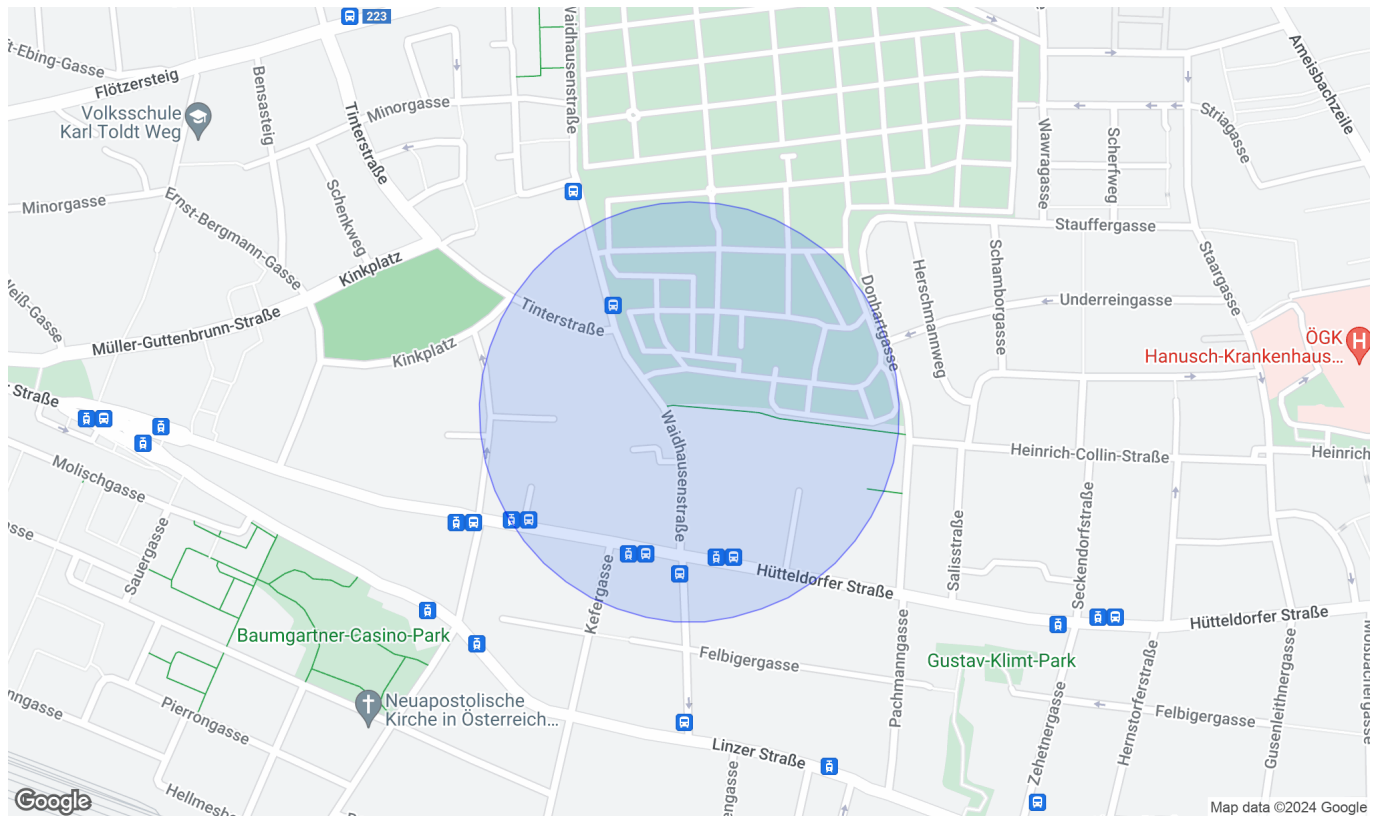 223
Waidhausenstraße
Flötzersteig
Bensasteig
Minorgasse
Tinterstraße
Volksschule
Karl Toldt Weg
Ameisbachzeile
Striagasse
Wawragasse
Scherfweg
Minorgasse
Ernst-Bergmann-Gasse
Schenkweg
Kinkplatz
Stauffergasse
Staargasse
Schamborgasse
Herschmannweg
Donhartgasse
Underreingasse
Tinterstraße
Müller-Guttenbrunn-Straße
Kinkplatz
ÖGK
Hanusch-Krankenhaus...
Straße
Waidhausenstraße
Heinrich-Collin-Straße
Heinrich
Molischgasse
Sauergasse
Salisstraße
Seckendorfstraße
Hütteldorfer Straße
Hütteldorfer Straße
Kefergasse
Baumgartner-Casino-Park
Felbigergasse
Pachmanngasse
Gustav-Klimt-Park
Gusenleithnergasse
Hernstorferstraße
Zehetnergasse
Neuapostolische
Kirche in Österreich...
Pierrongasse
Felbigergasse
Linzer Straße
Google
Map data ©2024 Google